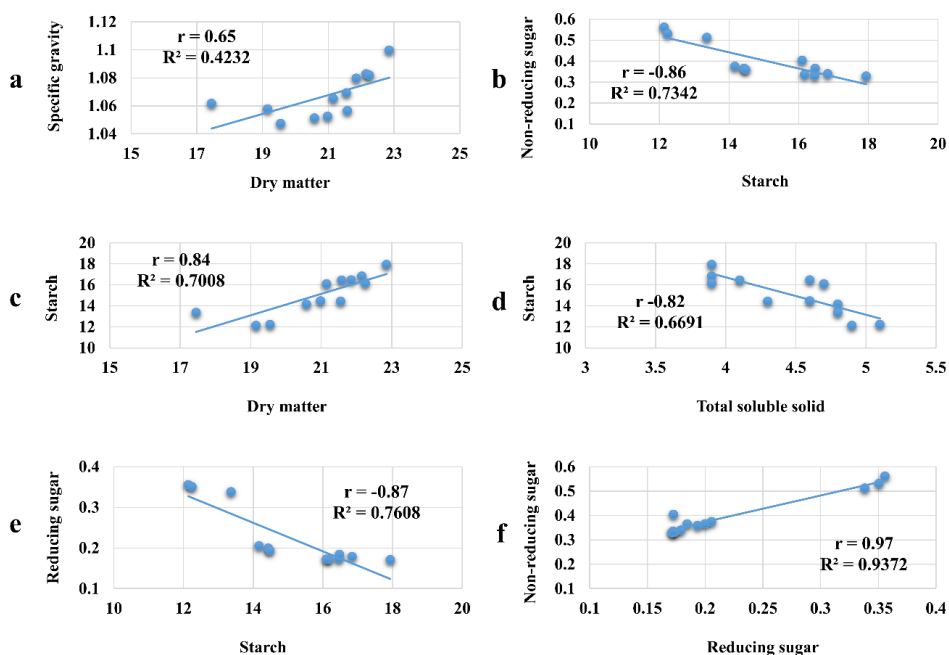 a
Specific gravity
1.12
1.1
1.08
1.06
1.04
r = 0.65
R² = 0.4232
15 17 19 21 23 25
Dry matter
b
Non-reducing sugar
0.6
0.5
0.4
0.3
0.2
0.1
r = -0.86
R² = 0.7342
10 12 14 16 18 20
Starch
c
Starch
20
18
16
14
12
10
r = 0.84
R² = 0.7008
15 17 19 21 23 25
Dry matter
d
Starch
20
18
16
14
12
10
r -0.82
R² = 0.6691
3 3.5 4 4.5 5 5.5
Total soluble solid
e
Reducing sugar
0.4
0.3
0.2
0.1
r = -0.87
R² = 0.7608
10 12 14 16 18 20
Starch
f
Non-reducing sugar
0.6
0.5
0.4
0.3
0.2
0.1
r = 0.97
R² = 0.9372
0.1 0.15 0.2 0.25 0.3 0.35 0.4
Reducing sugar